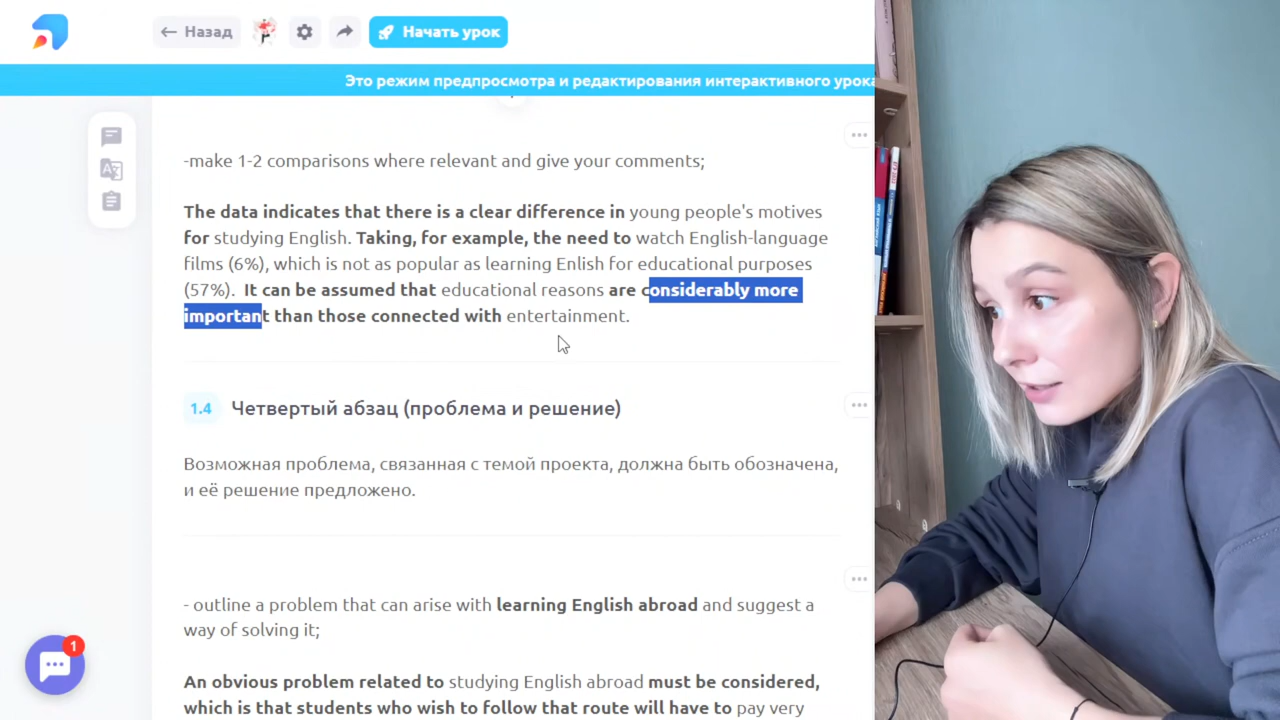 Назад
Начать урок
Это режим предпросмотра и редактирования интерактивного урока
-make 1-2 comparisons where relevant and give your comments;
The data indicates that there is a clear difference in young people's motives
for studying English. Taking, for example, the need to watch English-language
films (6%), which is not as popular as learning Enlish for educational purposes
(57%). It can be assumed that educational reasons are considerably more
important than those connected with entertainment.
1.4 Четвертый абзац (проблема и решение)
Возможная проблема, связанная с темой проекта, должна быть обозначена,
и её решение предложено.
- outline a problem that can arise with learning English abroad and suggest a
way of solving it;
1
An obvious problem related to studying English abroad must be considered,
which is that students who wish to follow that route will have to pay very